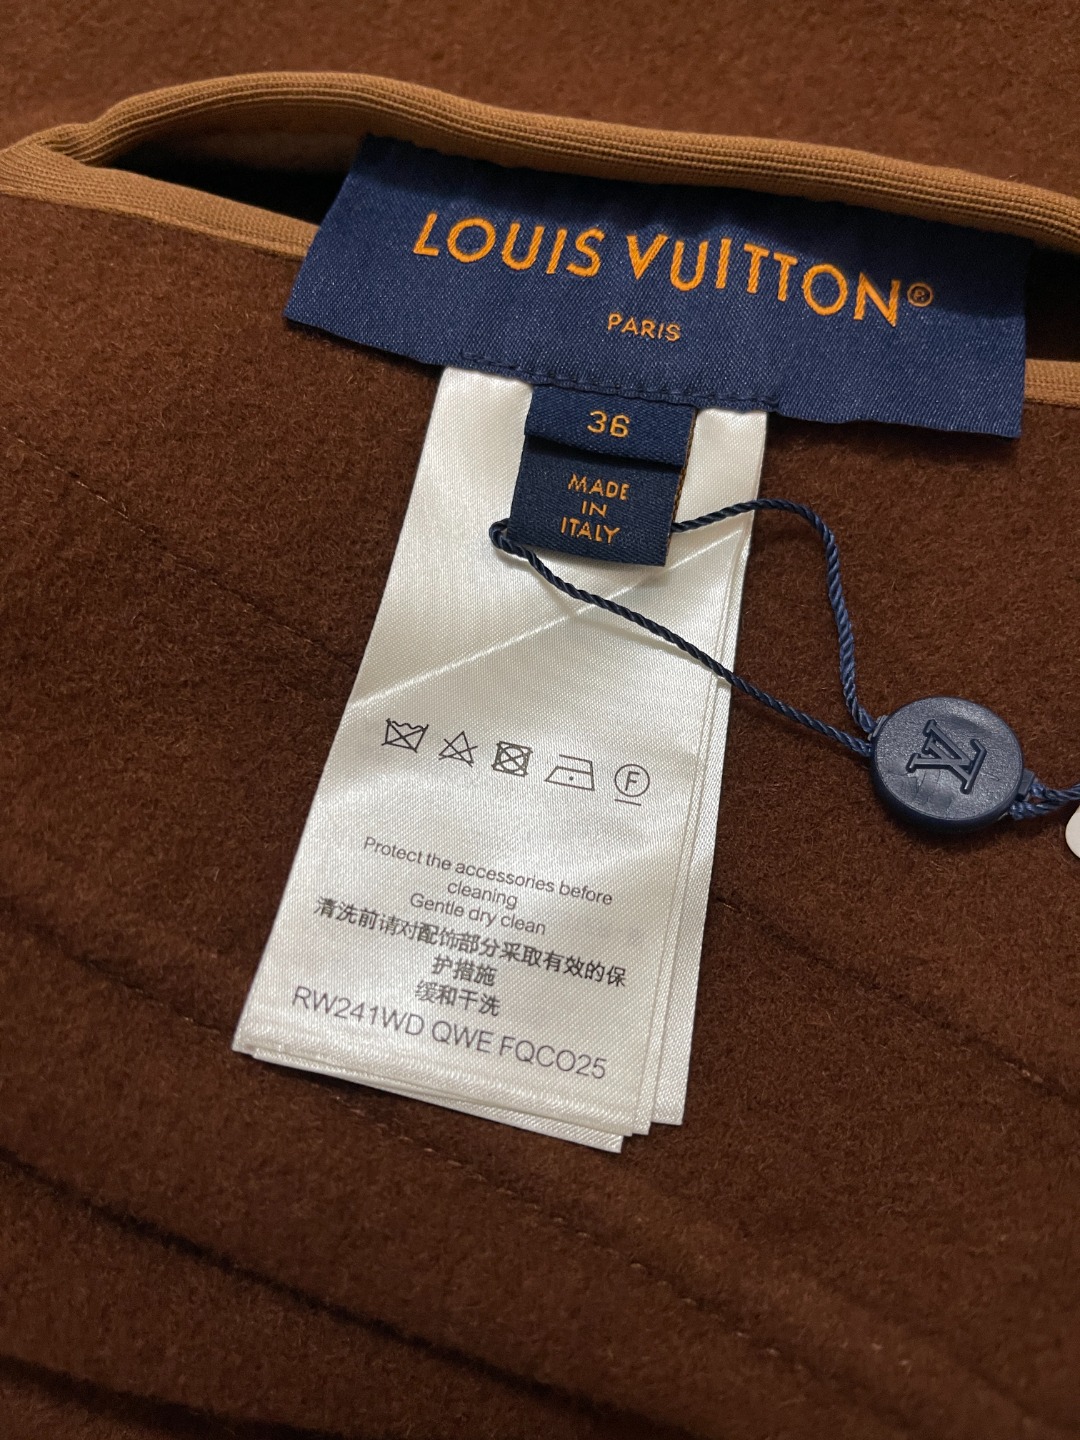 LOUIS VUITTON®
PARIS
36
MADE
IN
ITALY
LV
F
Protect the accessories before
cleaning
Gentle dry clean
清洗前请对配饰部分采取有效的保
护措施
缓和干洗
RW241WD QWE FQCO25